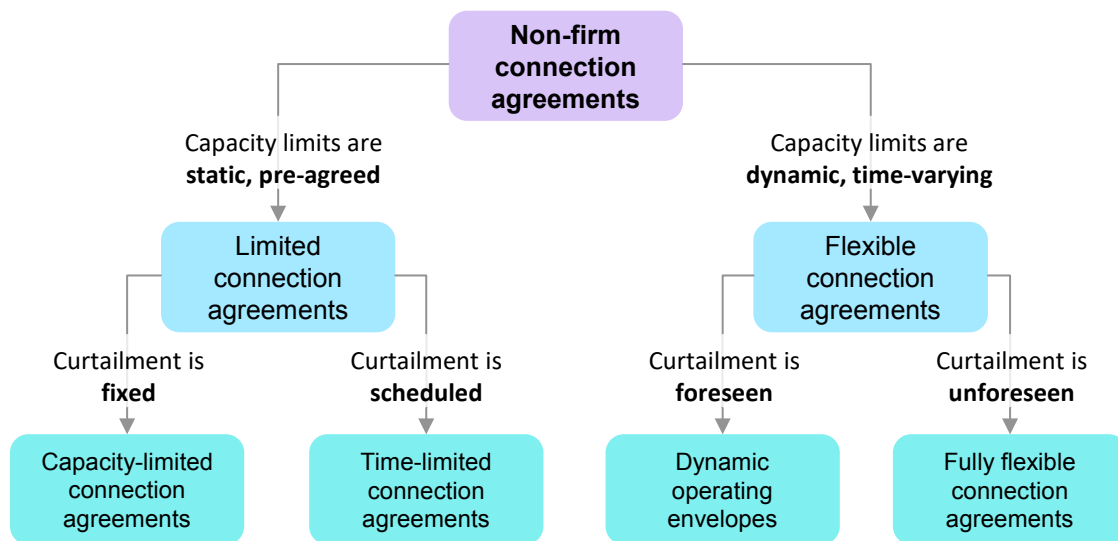 Non-firm
connection
agreements
Capacity limits are
static, pre-agreed
Capacity limits are
dynamic, time-varying
Limited
connection
agreements
Flexible
connection
agreements
Curtailment is
fixed
Curtailment is
scheduled
Curtailment is
foreseen
Curtailment is
unforeseen
Capacity-limited
connection
agreements
Time-limited
connection
agreements
Dynamic
operating
envelopes
Fully flexible
connection
agreements